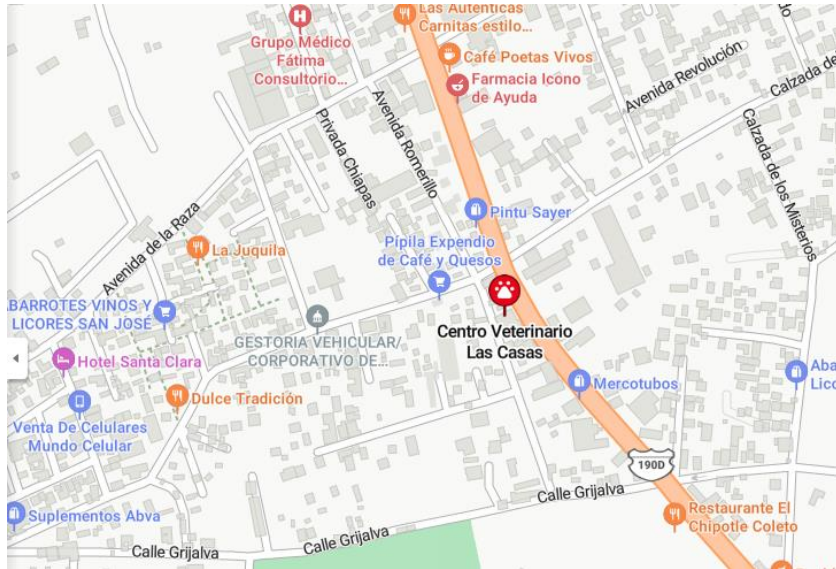 Las Autenticas
Carnitas estilo...
Grupo Médico
Fátima
Consultorio...
Café Poetas Vivos
Farmacia Icono
de Ayuda
Avenida Revolución
Calzada de
Calzada de los Misterios
Avenida Romerillo
Privada Chiapas
Avenida de la Raza
La Juquila
Pintu Sayer
Pípila Expendio
de Café y Quesos
BARROTES VINOS Y
LICORES SAN JOSÉ
GESTORIA VEHICULAR/
CORPORATIVO DE...
Centro Veterinario
Las Casas
Hotel Santa Clara
Mercotubos
Aba
Lico
Dulce Tradición
Venta De Celulares
Mundo Celular
190D
Calle Grijalva
Suplementos Abva
Restaurante El
Chipotle Coleto
Calle Grijalva
Calle Grijalva